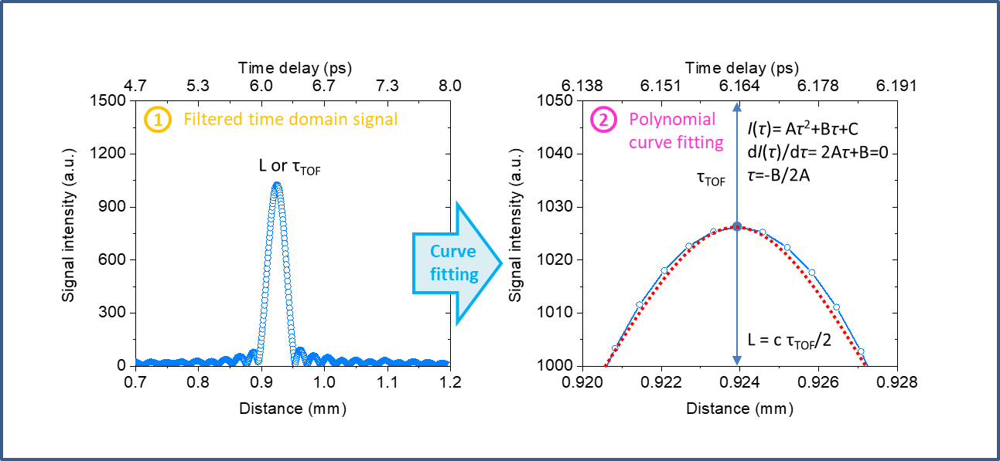 Time delay (ps)
4.7 5.3 6.0 6.7 7.3 8.0
1500
1200
900
600
300
0
Signal intensity (a.u.)
1 Filtered time domain signal
L or τTOF
0.7 0.8 0.9 1.0 1.1 1.2
Distance (mm)
Curve
fitting
Time delay (ps)
6.138 6.151 6.164 6.178 6.191
1050
1040
1030
1020
1010
1000
Signal intensity (a.u.)
2 Polynomial
curve fitting
I(τ)= Aτ²+Bτ+C
dI(τ)/dτ= 2Aτ+B=0
τ=-B/2A
τTOF
L = c τTOF/2
0.920 0.922 0.924 0.926 0.928
Distance (mm)